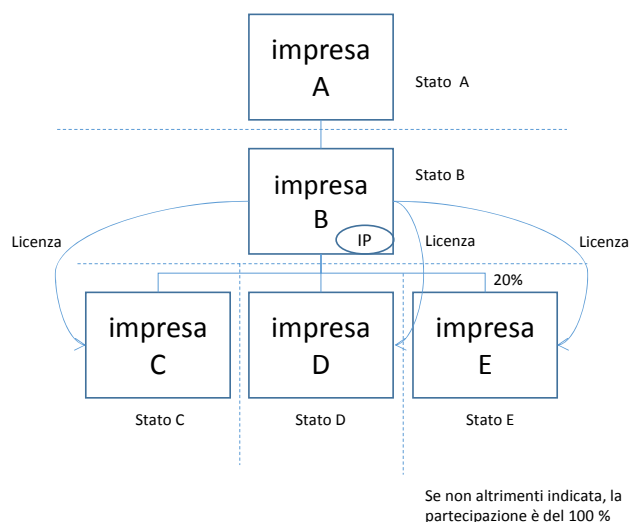 impresa
A
Stato A
impresa
B
Stato B
IP
Licenza
Licenza
Licenza
20%
impresa
C
impresa
D
impresa
E
Stato C
Stato D
Stato E
Se non altrimenti indicata, la
partecipazione è del 100 %